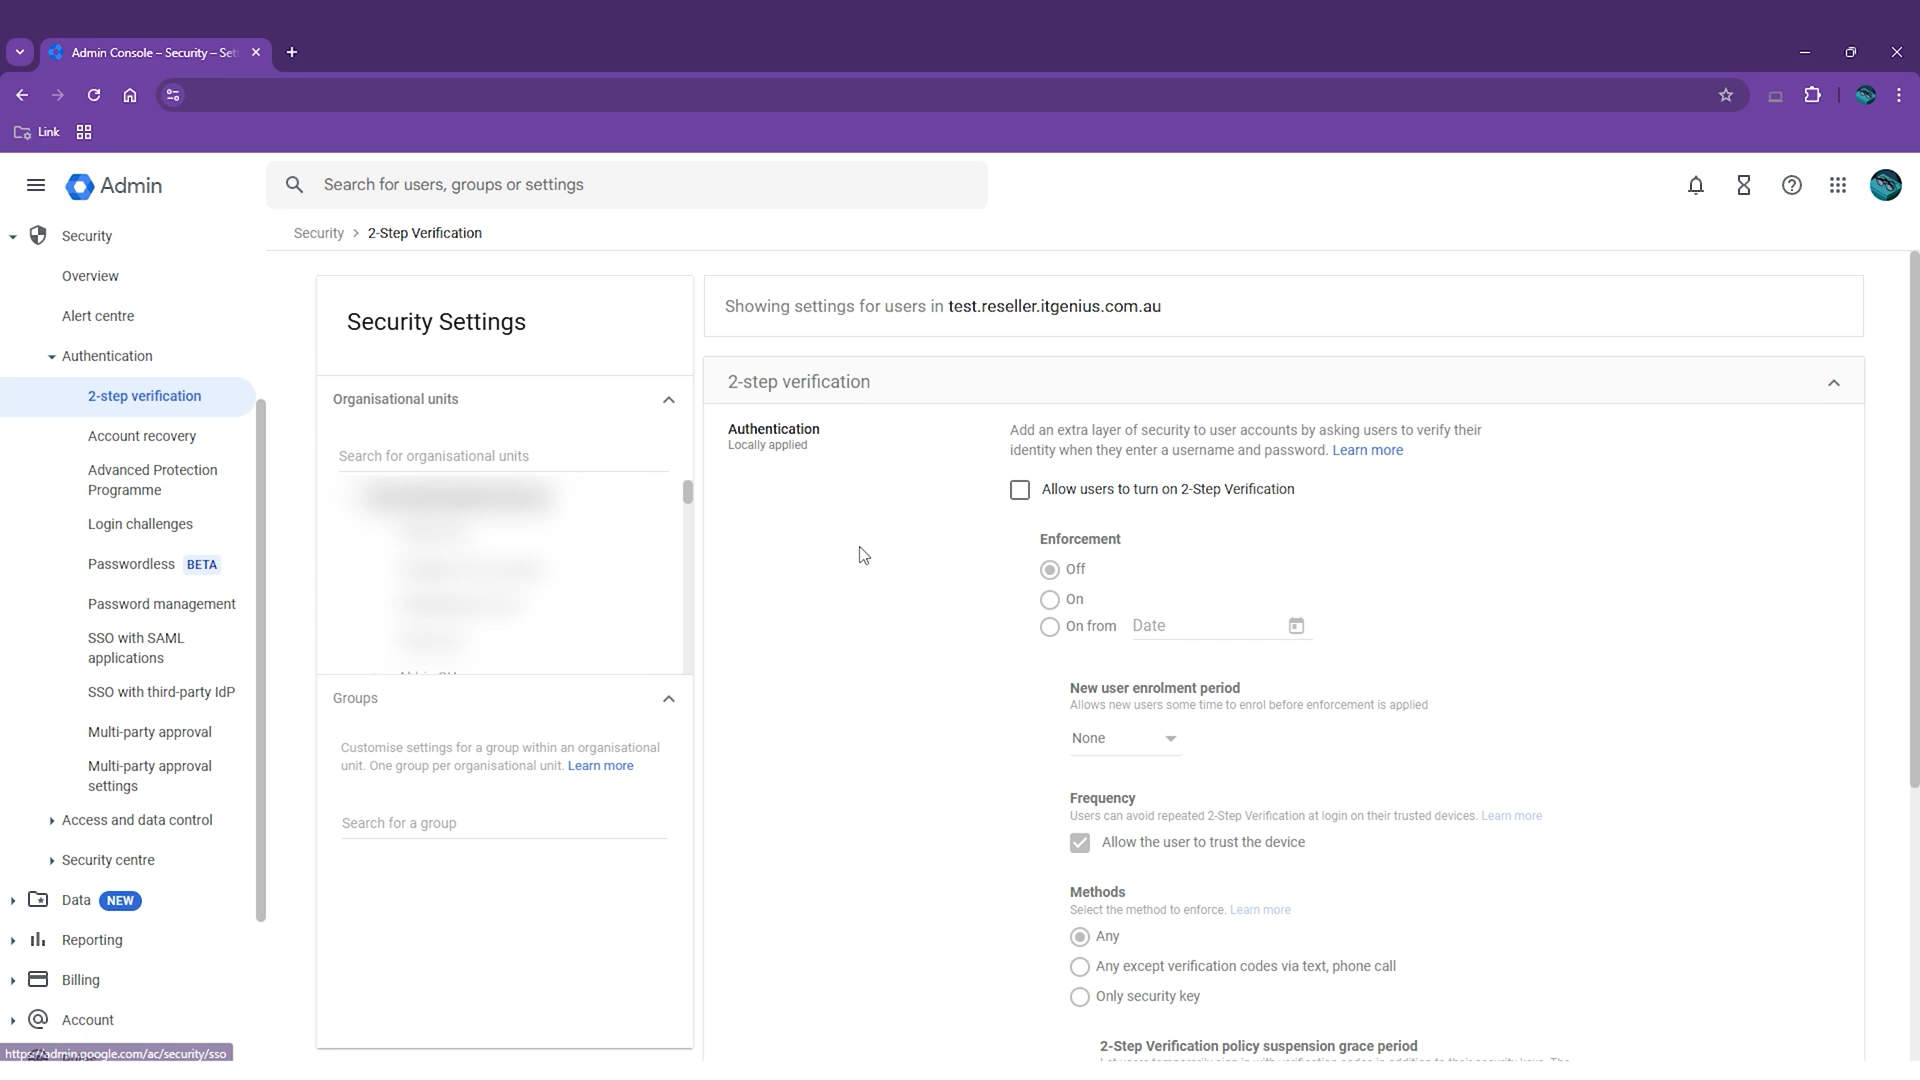 Admin Console – Security – Set
Link
Admin
Search for users, groups or settings
Security > 2-Step Verification
Security
Overview
Alert centre
Authentication
2-step verification
Account recovery
Advanced Protection
Programme
Login challenges
Passwordless BETA
Password management
SSO with SAML
applications
SSO with third-party IdP
Multi-party approval
Multi-party approval
settings
Access and data control
Security centre
Data NEW
Reporting
Billing
Account
https://admin.google.com/ac/security/sso
Security Settings
Organisational units
Search for organisational units
Groups
Customise settings for a group within an organisational
unit. One group per organisational unit. Learn more
Search for a group
Showing settings for users in test.reseller.itgenius.com.au
2-step verification
Authentication
Locally applied
Add an extra layer of security to user accounts by asking users to verify their
identity when they enter a username and password. Learn more
Allow users to turn on 2-Step Verification
Enforcement
Off
On
On from Date
New user enrolment period
Allows new users some time to enrol before enforcement is applied
None
Frequency
Users can avoid repeated 2-Step Verification at login on their trusted devices. Learn more
Allow the user to trust the device
Methods
Select the method to enforce. Learn more
Any
Any except verification codes via text, phone call
Only security key
2-Step Verification policy suspension grace period